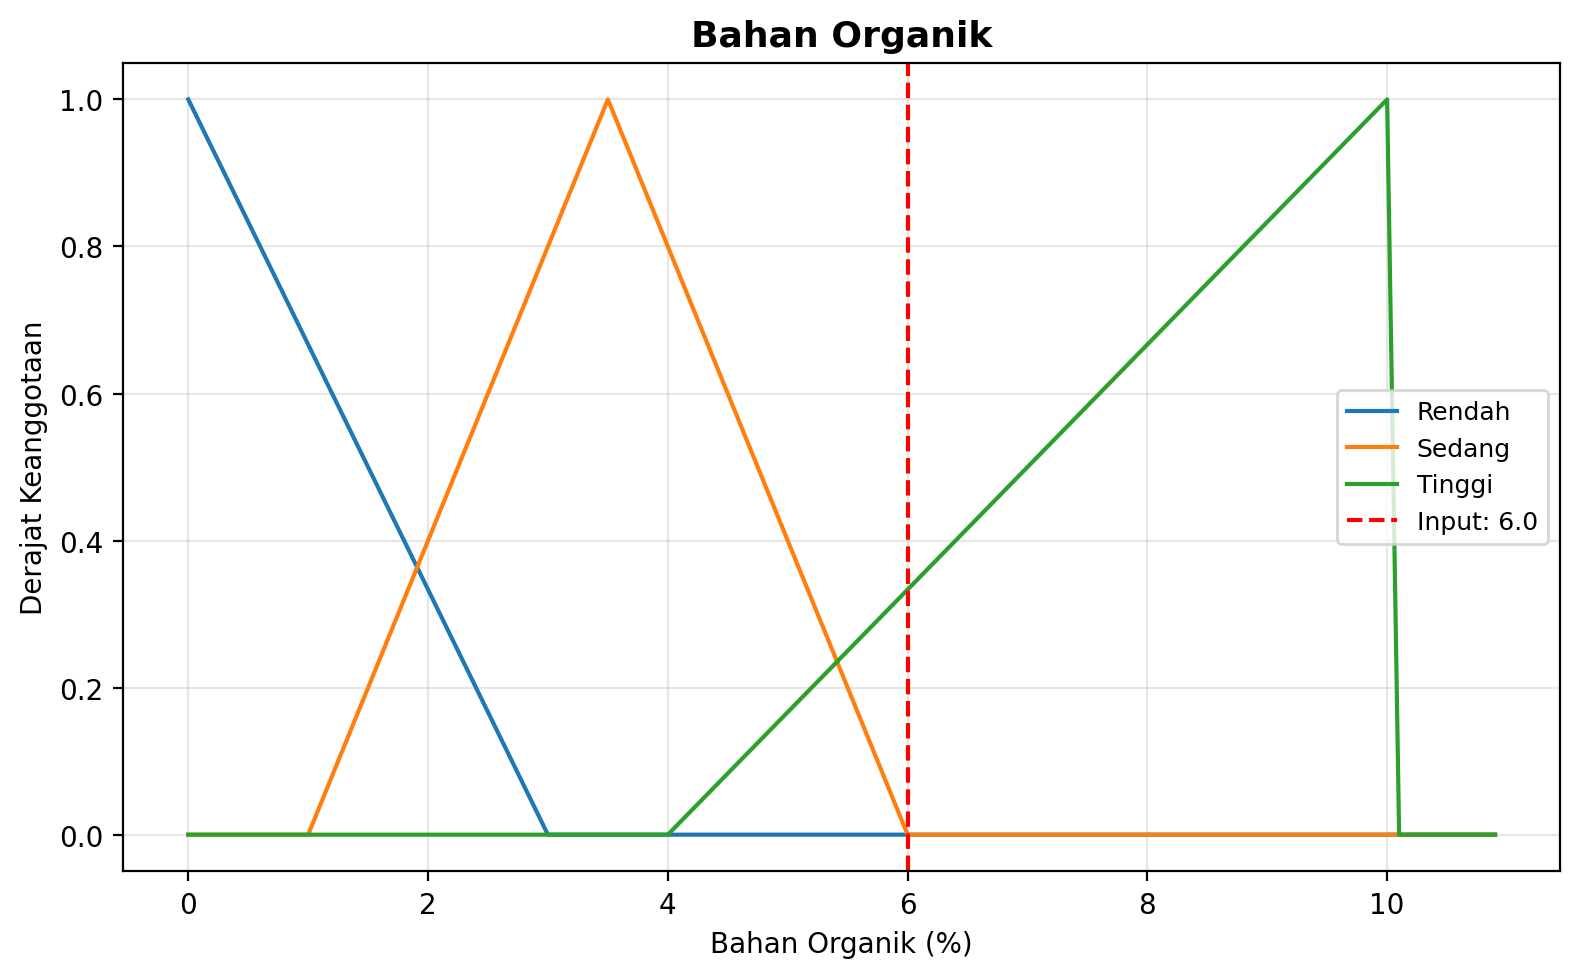 Bahan Organik
1.0
0.8
0.6
0.4
0.2
0.0
Derajat Keanggotaan
Rendah
Sedang
Tinggi
Input: 6.0
0 2 4 6 8 10
Bahan Organik (%)